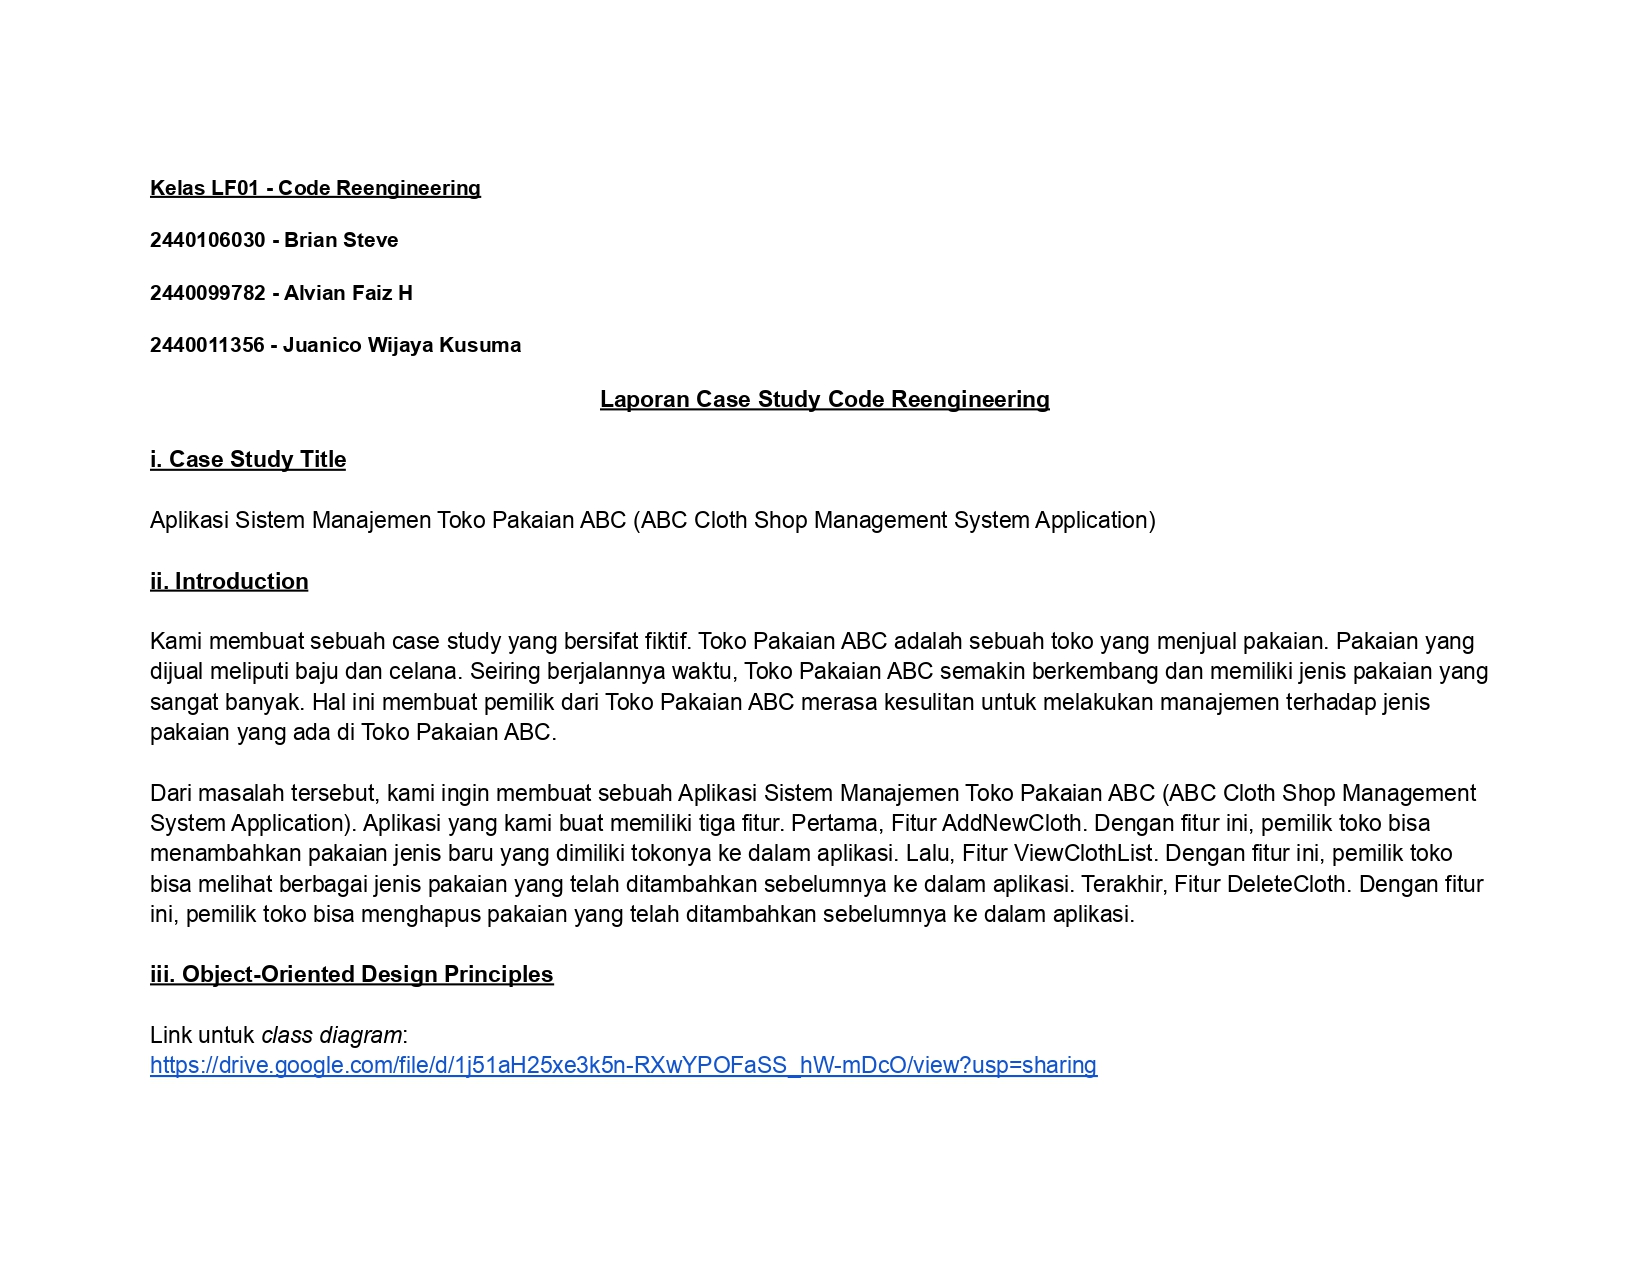 Kelas LF01 - Code Reengineering
2440106030 - Brian Steve
2440099782 - Alvian Faiz H
2440011356 - Juanico Wijaya Kusuma
Laporan Case Study Code Reengineering
i. Case Study Title
Aplikasi Sistem Manajemen Toko Pakaian ABC (ABC Cloth Shop Management System Application)
ii. Introduction
Kami membuat sebuah case study yang bersifat fiktif. Toko Pakaian ABC adalah sebuah toko yang menjual pakaian. Pakaian yang
dijual meliputi baju dan celana. Seiring berjalannya waktu, Toko Pakaian ABC semakin berkembang dan memiliki jenis pakaian yang
sangat banyak. Hal ini membuat pemilik dari Toko Pakaian ABC merasa kesulitan untuk melakukan manajemen terhadap jenis
pakaian yang ada di Toko Pakaian ABC.
Dari masalah tersebut, kami ingin membuat sebuah Aplikasi Sistem Manajemen Toko Pakaian ABC (ABC Cloth Shop Management
System Application). Aplikasi yang kami buat memiliki tiga fitur. Pertama, Fitur AddNewCloth. Dengan fitur ini, pemilik toko bisa
menambahkan pakaian jenis baru yang dimiliki tokonya ke dalam aplikasi. Lalu, Fitur ViewClothList. Dengan fitur ini, pemilik toko
bisa melihat berbagai jenis pakaian yang telah ditambahkan sebelumnya ke dalam aplikasi. Terakhir, Fitur DeleteCloth. Dengan fitur
ini, pemilik toko bisa menghapus pakaian yang telah ditambahkan sebelumnya ke dalam aplikasi.
iii. Object-Oriented Design Principles
Link untuk class diagram:
https://drive.google.com/file/d/1j51aH25xe3k5n-RXwYPOFaSS_hW-mDcO/view?usp=sharing